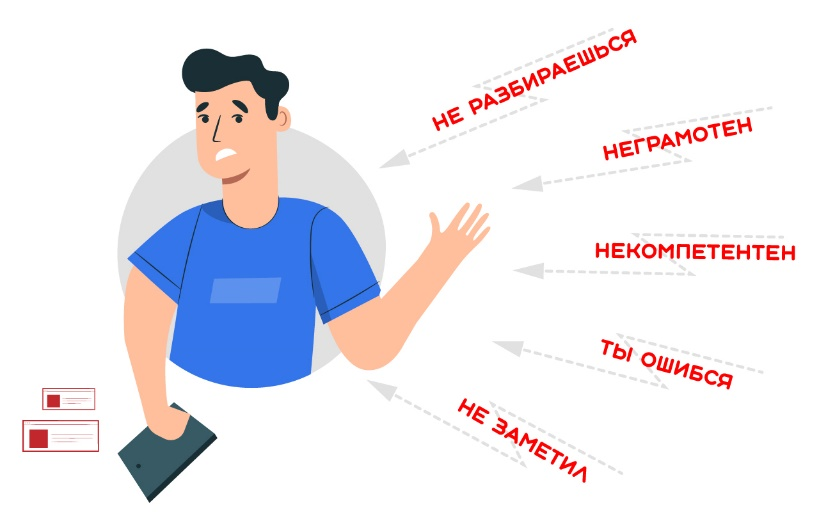 НЕ РАЗБИРАЕШЬСЯ
НЕГРАМОТЕН
НЕКОМПЕТЕНТЕН
ТЫ ОШИБСЯ
НЕ ЗАМЕТИЛ